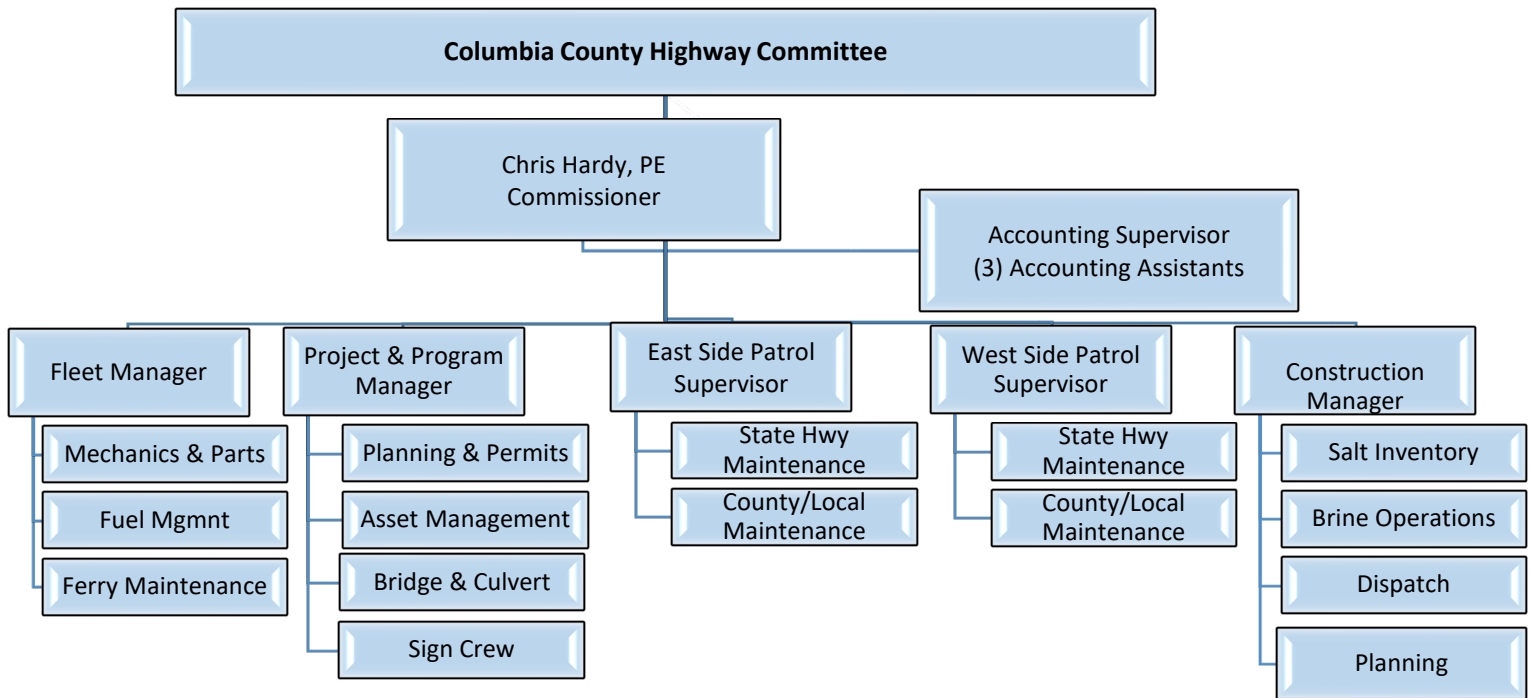 Columbia County Highway Committee
Chris Hardy, PE
Commissioner
Accounting Supervisor
(3) Accounting Assistants
Fleet Manager
Mechanics & Parts
Fuel Mgmnt
Ferry Maintenance
Project & Program
Manager
Planning & Permits
Asset Management
Bridge & Culvert
Sign Crew
East Side Patrol
Supervisor
State Hwy
Maintenance
County/Local
Maintenance
West Side Patrol
Supervisor
State Hwy
Maintenance
County/Local
Maintenance
Construction
Manager
Salt Inventory
Brine Operations
Dispatch
Planning